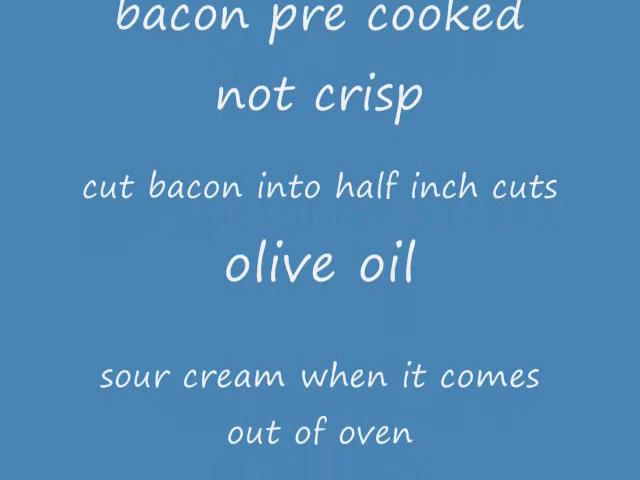 bacon pre cooked
not crisp
cut bacon into half inch cuts
olive oil
sour cream when it comes
out of oven